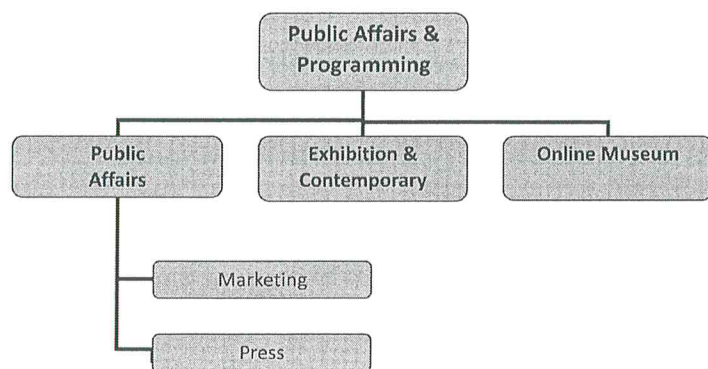 Public Affairs &
Programming
Public
Affairs
Exhibition &
Contemporary
Online Museum
Marketing
Press